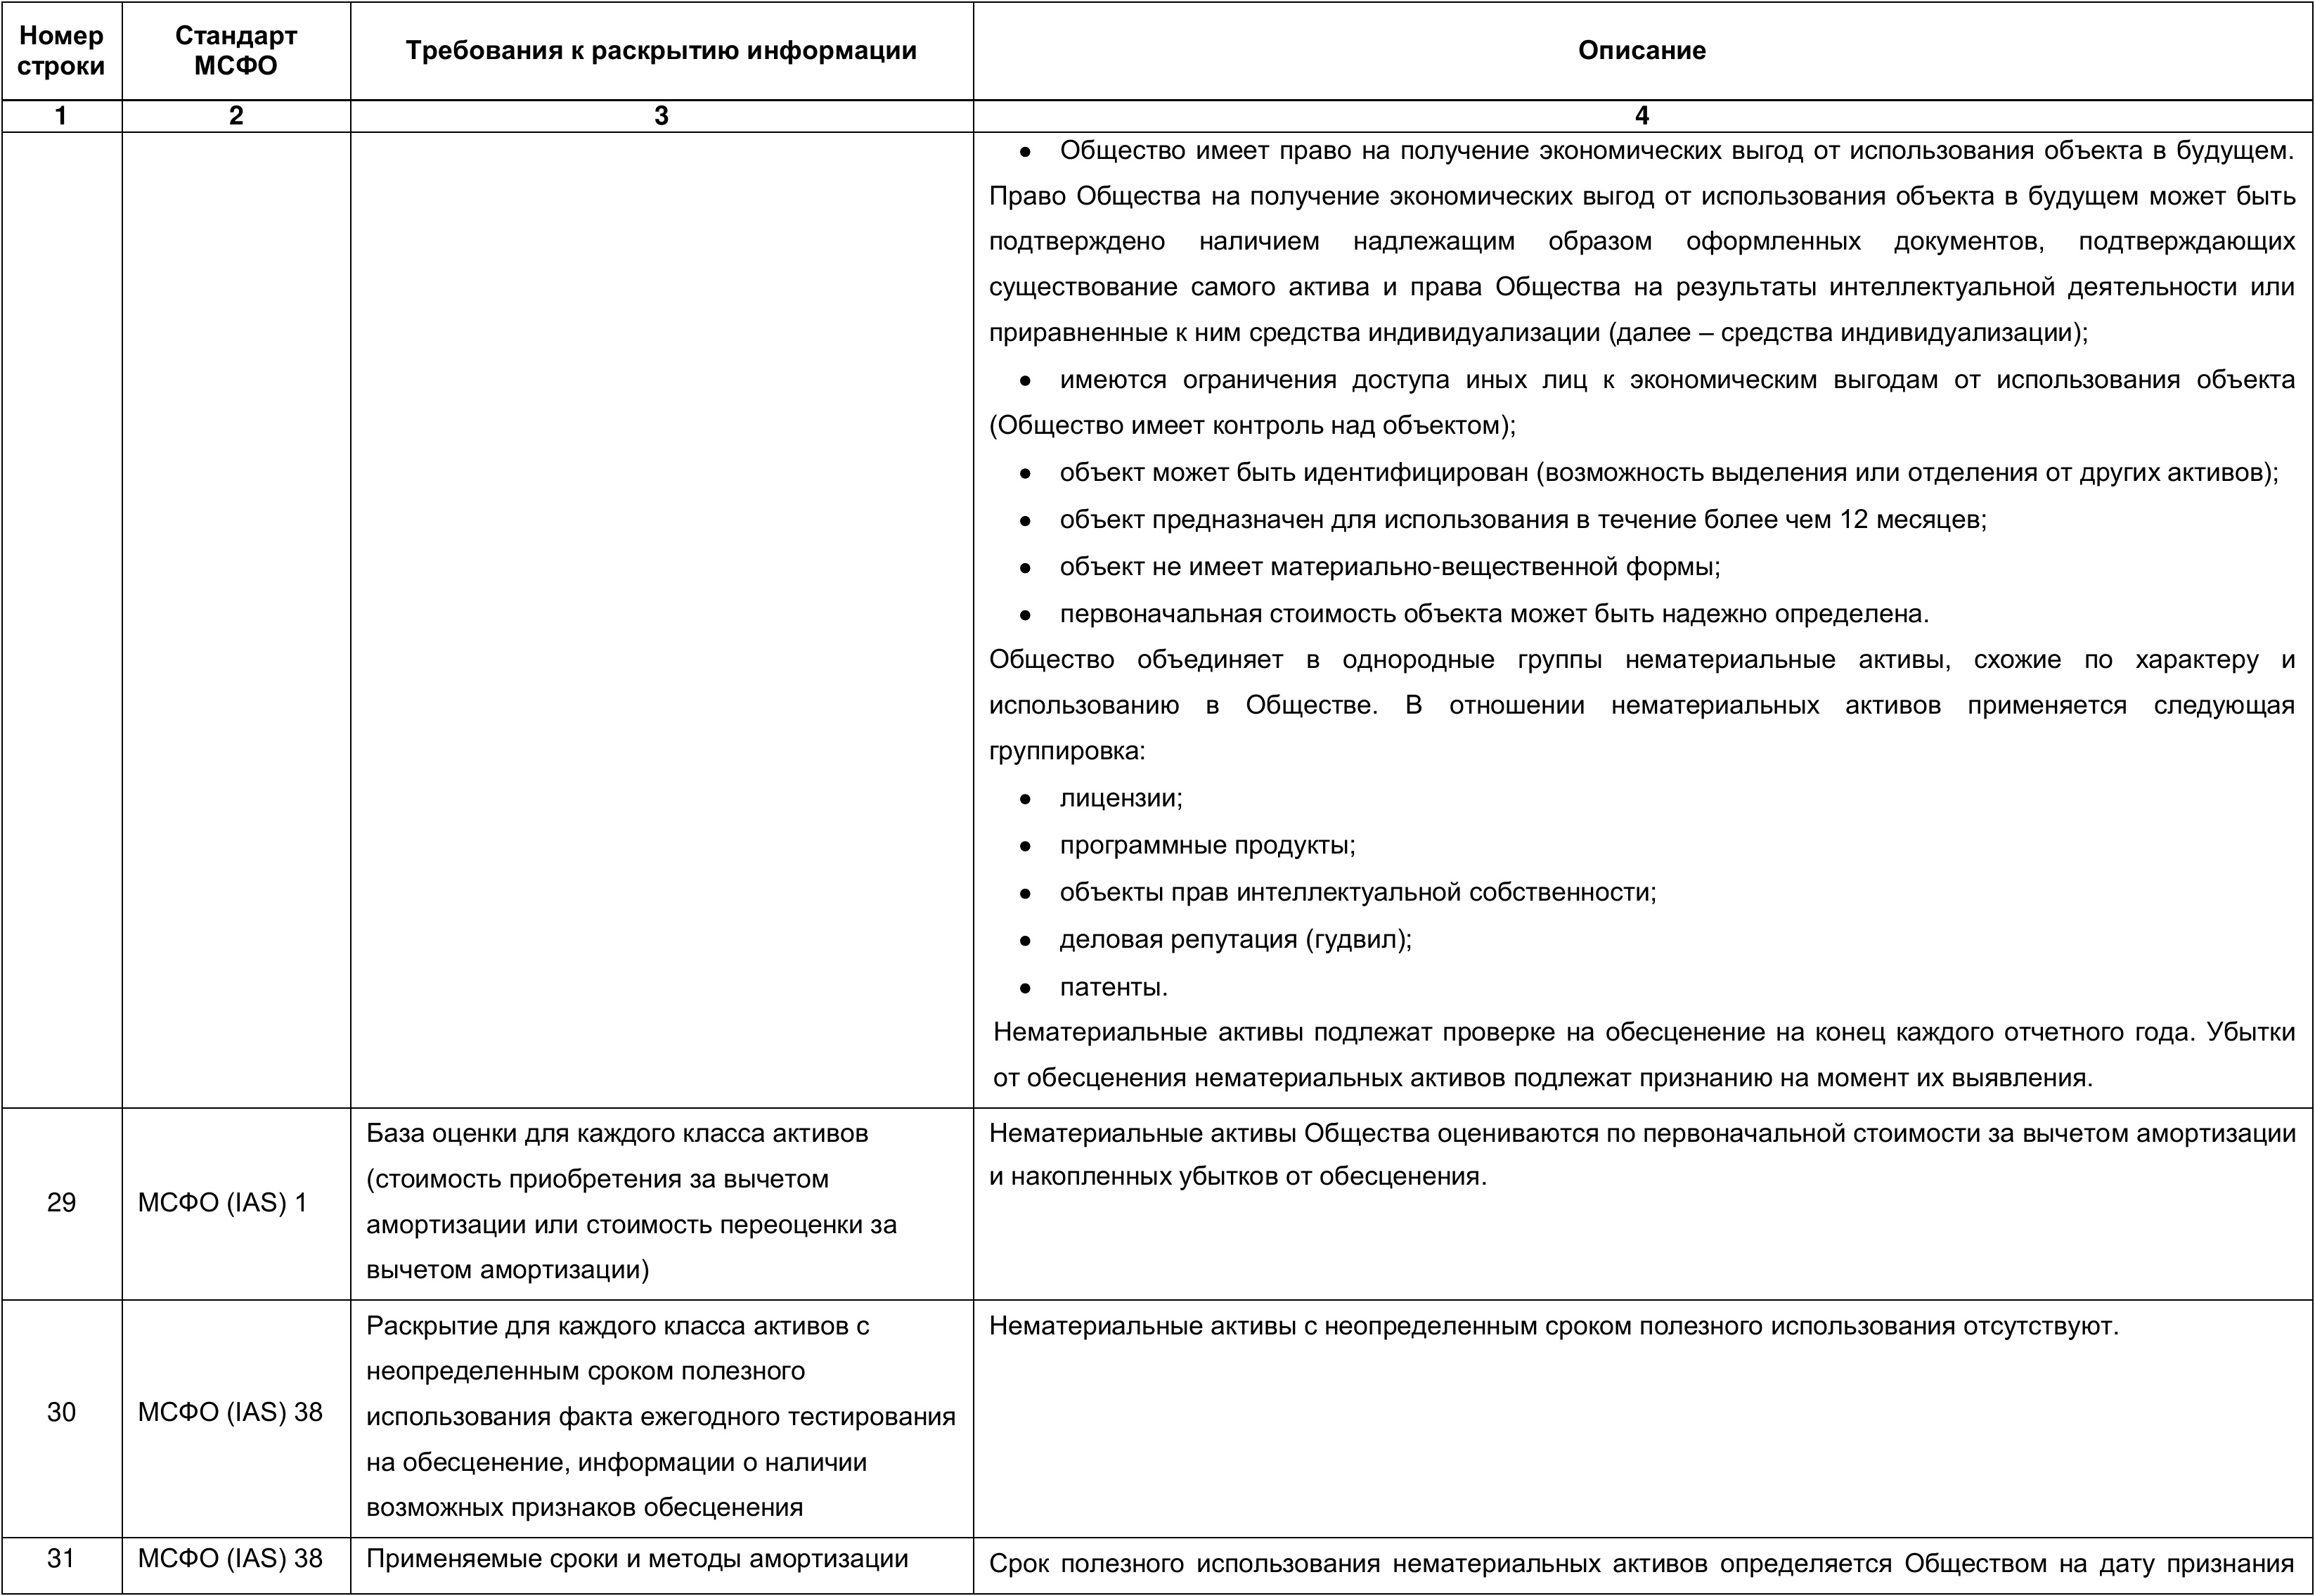 Номер строки
Стандарт МСФО
Требования к раскрытию информации
Описание
1
2
3
4
• Общество имеет право на получение экономических выгод от использования объекта в будущем.
Право Общества на получение экономических выгод от использования объекта в будущем может быть
подтверждено наличием надлежащим образом оформленных документов, подтверждающих
существование самого актива и права Общества на результаты интеллектуальной деятельности или
приравненные к ним средства индивидуализации (далее – средства индивидуализации);
• имеются ограничения доступа иных лиц к экономическим выгодам от использования объекта
(Общество имеет контроль над объектом);
• объект может быть идентифицирован (возможность выделения или отделения от других активов);
• объект предназначен для использования в течение более чем 12 месяцев;
• объект не имеет материально-вещественной формы;
• первоначальная стоимость объекта может быть надежно определена.
Общество объединяет в однородные группы нематериальные активы, схожие по характеру и
использованию в Обществе. В отношении нематериальных активов применяется следующая
группировка:
• лицензии;
• программные продукты;
• объекты прав интеллектуальной собственности;
• деловая репутация (гудвил);
• патенты.
Нематериальные активы подлежат проверке на обесценение на конец каждого отчетного года. Убытки
от обесценения нематериальных активов подлежат признанию на момент их выявления.
29
МСФО (IAS) 1
База оценки для каждого класса активов
(стоимость приобретения за вычетом
амортизации или стоимость переоценки за
вычетом амортизации)
Нематериальные активы Общества оцениваются по первоначальной стоимости за вычетом амортизации
и накопленных убытков от обесценения.
30
МСФО (IAS) 38
Раскрытие для каждого класса активов с
неопределенным сроком полезного
использования факта ежегодного тестирования
на обесценение, информации о наличии
возможных признаков обесценения
Нематериальные активы с неопределенным сроком полезного использования отсутствуют.
31
МСФО (IAS) 38
Применяемые сроки и методы амортизации
Срок полезного использования нематериальных активов определяется Обществом на дату признания